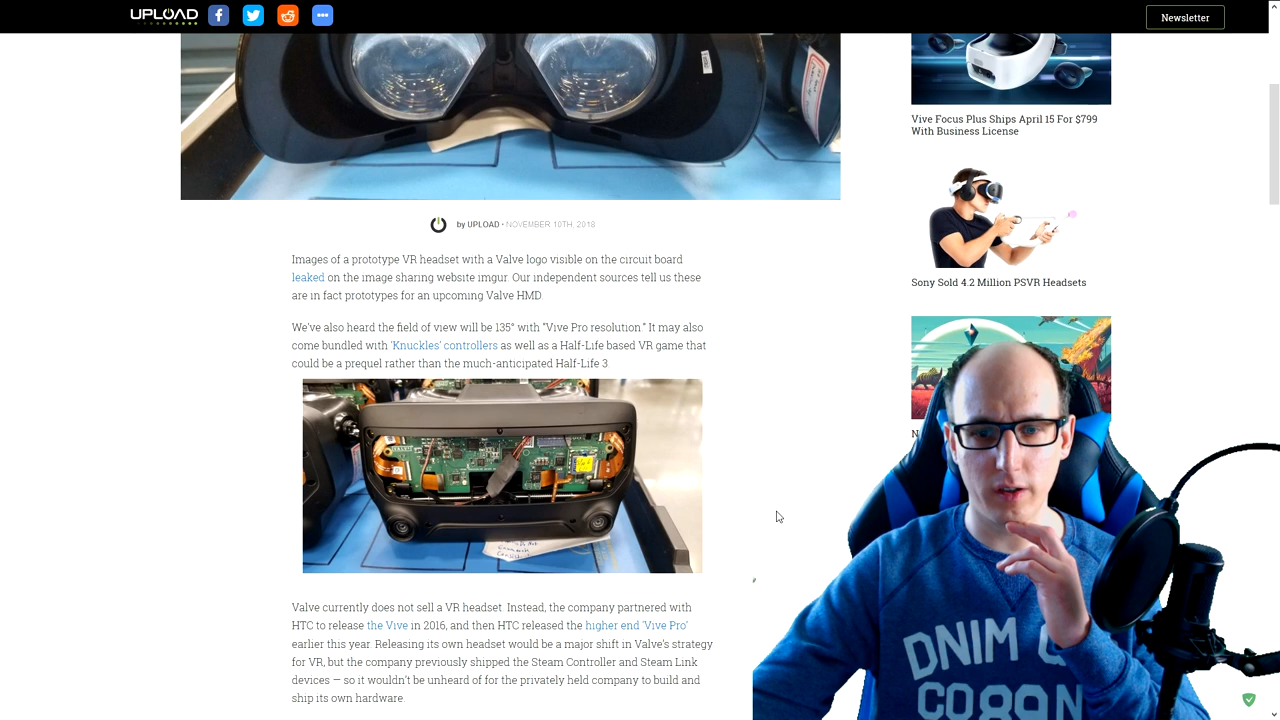 UPLOAD
Newsletter
Vive Focus Plus Ships April 15 For $799
With Business License
by UPLOAD • NOVEMBER 10TH, 2018
Images of a prototype VR headset with a Valve logo visible on the circuit board
leaked on the image sharing website imgur. Our independent sources tell us these
are in fact prototypes for an upcoming Valve HMD.
Sony Sold 4.2 Million PSVR Headsets
We've also heard the field of view will be 135° with "Vive Pro resolution." It may also
come bundled with 'Knuckles' controllers as well as a Half-Life based VR game that
could be a prequel rather than the much-anticipated Half-Life 3.
N
Valve currently does not sell a VR headset. Instead, the company partnered with
HTC to release the Vive in 2016, and then HTC released the higher end 'Vive Pro'
earlier this year. Releasing its own headset would be a major shift in Valve's strategy
for VR, but the company previously shipped the Steam Controller and Steam Link
devices — so it wouldn't be unheard of for the privately held company to build and
ship its own hardware.
DNIM
CO89N